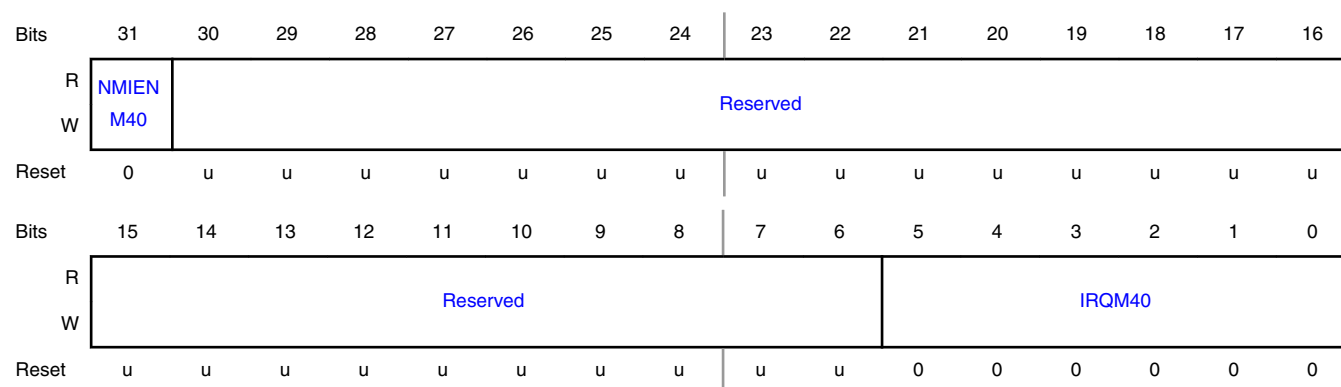 Bits 31 30 29 28 27 26 25 24 23 22 21 20 19 18 17 16
R
NMIEN
Reserved
M40
W
Reset 0 u u u u u u u u u u u u u u u
Bits 15 14 13 12 11 10 9 8 7 6 5 4 3 2 1 0
R
Reserved IRQM40
W
Reset u u u u u u u u u u 0 0 0 0 0 0